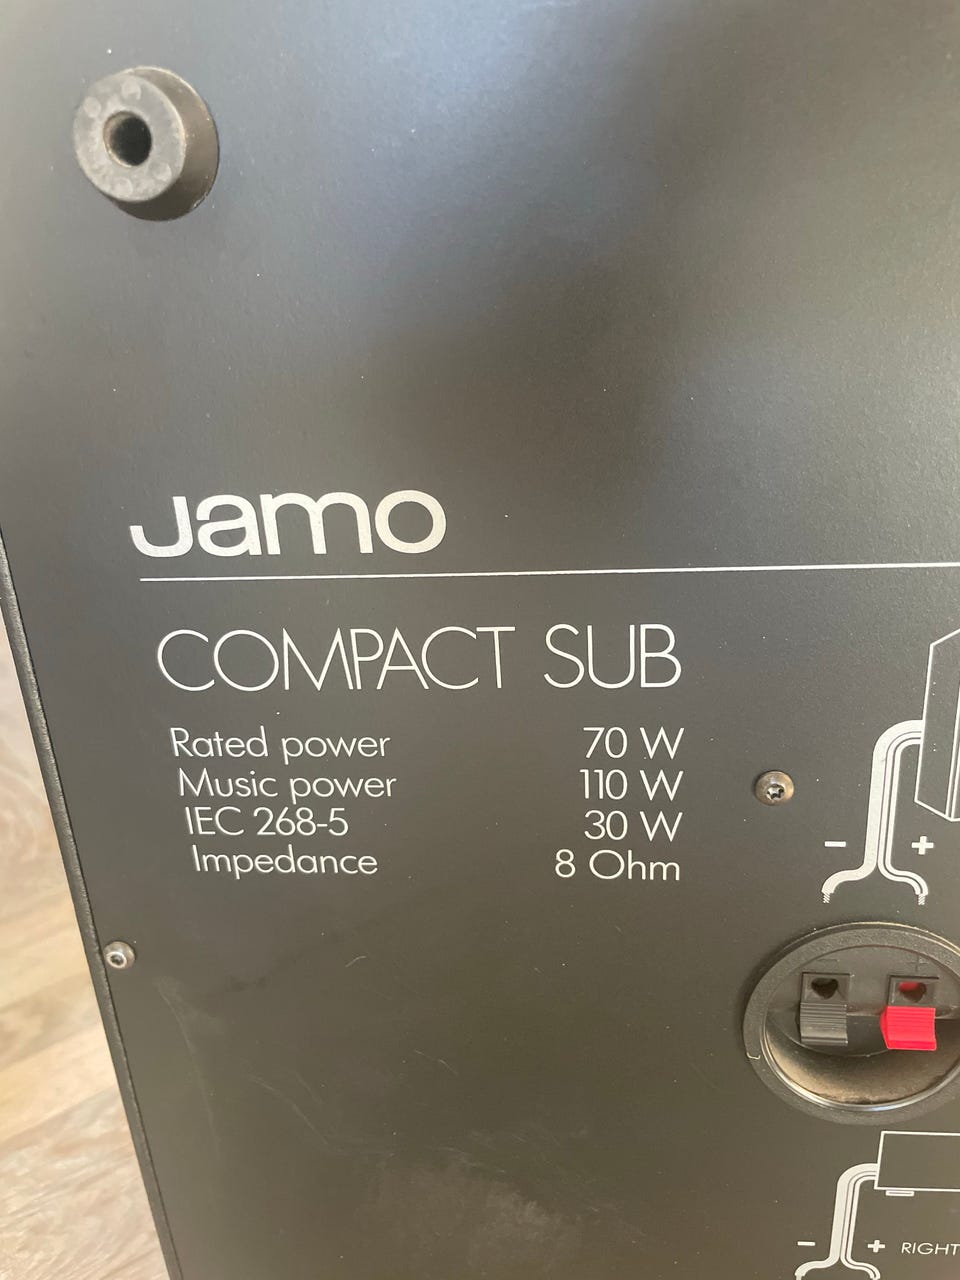 Jamo
COMPACT SUB
Rated power 70 W
Music power 110 W
IEC 268-5 30 W
Impedance 8 Ohm
- +
- +
- + RIGHT